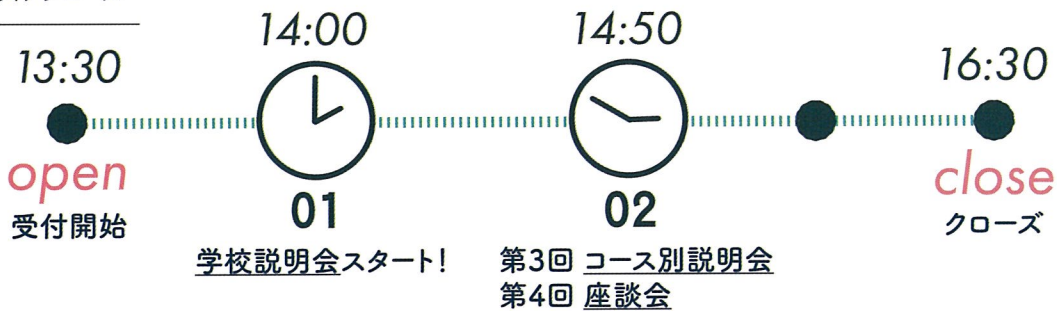 13:30
open
受付開始
14:00
01
学校説明会スタート!
14:50
02
第3回 コース別説明会
第4回 座談会
16:30
close
クローズ